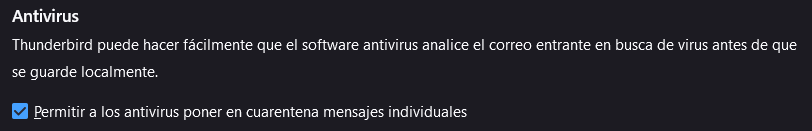 Antivirus
Thunderbird puede hacer fácilmente que el software antivirus analice el correo entrante en busca de virus antes de que
se guarde localmente.
Permitir a los antivirus poner en cuarentena mensajes individuales